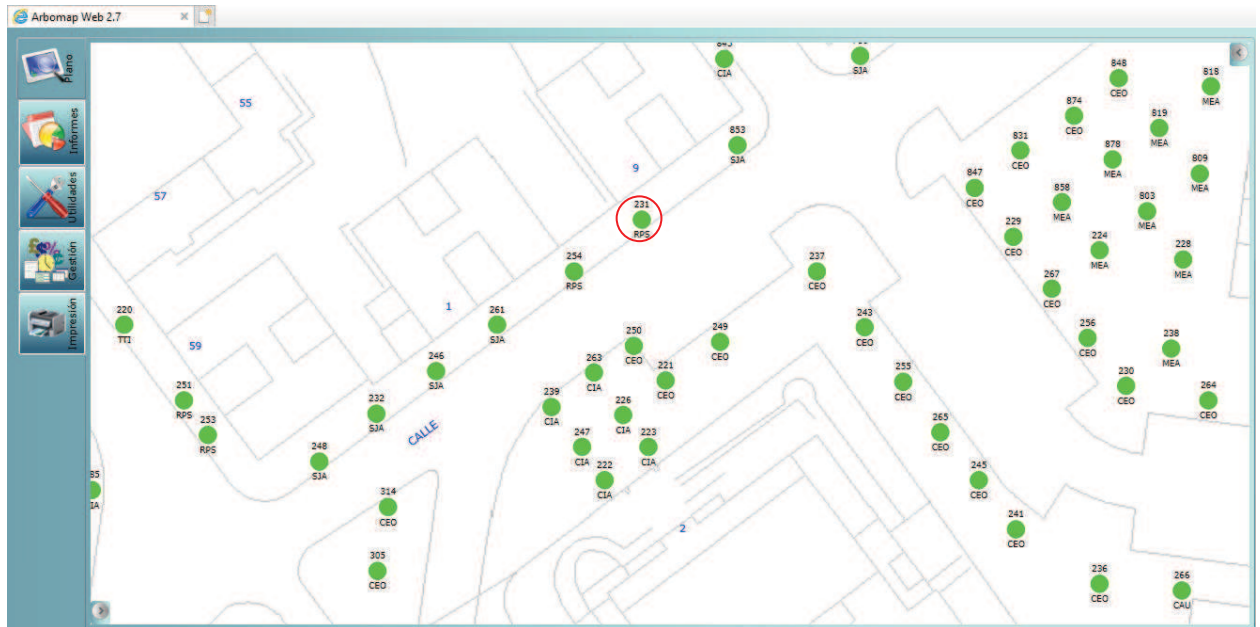 Arbomap Web 2.7
Plano
Informes
Utilidades
Gestión
Impresión
CIA
SJA
848
CEO
818
MEA
874
CEO
819
MEA
853
SJA
831
CEO
878
MEA
809
MEA
847
CEO
858
MEA
803
MEA
55
57
9
231
RPS
229
CEO
224
MEA
228
MEA
254
RPS
237
CEO
267
CEO
1
220
TTI
261
SJA
243
CEO
256
CEO
238
MEA
59
250
CEO
249
CEO
246
SJA
263
CIA
221
CEO
255
CEO
230
CEO
264
CEO
251
RPS
239
CIA
232
SJA
226
CIA
253
RPS
265
CEO
CALLE
248
SJA
247
CIA
223
CIA
222
CIA
245
CEO
85
IA
314
CEO
241
CEO
2
305
CEO
236
CEO
266
CAU